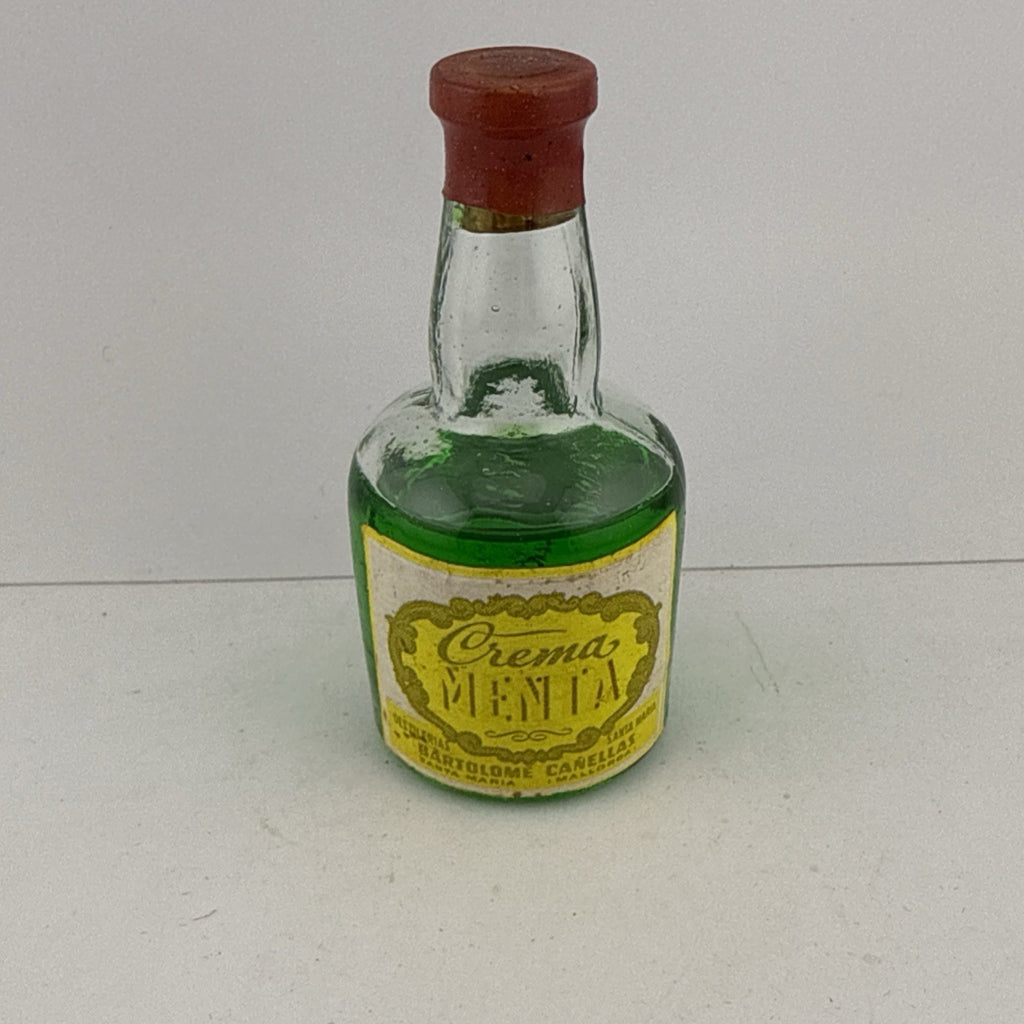 Crema
MENTA
DESTILERIAS SANTA MARIA
BARTOLOME CAÑELLAS
SANTA MARIA (MALLORCA)